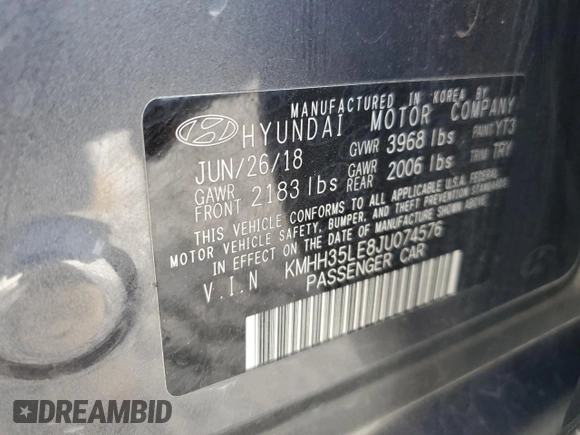 MANUFACTURED IN KOREA BY
HYUNDAI MOTOR COMPANY
JUN/26/18 GVWR 3968 lbs PAINT YT3
GAWR FRONT 2183 lbs GAWR REAR 2006 lbs TRIM TRY
THIS VEHICLE CONFORMS TO ALL APPLICABLE U.S.A. FEDERAL
MOTOR VEHICLE SAFETY, BUMPER, AND THEFT PREVENTION STANDARDS
IN EFFECT ON THE DATE OF MANUFACTURE SHOWN ABOVE.
V.I.N KMHH35LE8JU074576
PASSENGER CAR
DREAMBID